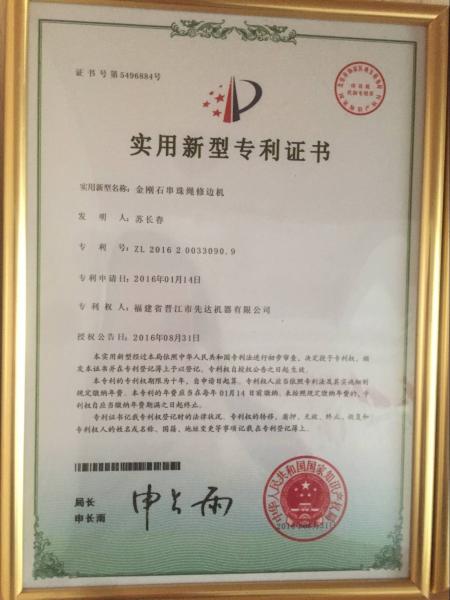 证书号第5496884号
实用新型专利证书
实用新型名称：金刚石串珠绳修边机
发明人：苏长春
专利号：ZL 2016 2 0033090.9
专利申请日：2016年01月14日
专利权人：福建省晋江市先达机器有限公司
授权公告日：2016年08月31日
本实用新型经过本局依照中华人民共和国专利法进行初步审查，决定授予专利权，颁
发本证书并在专利登记簿上予以登记。专利权自授权公告之日起生效。
本专利的专利权期限为十年，自申请日起算。专利权人应当依照专利法及其实施细则
规定缴纳年费。本专利的年费应当在每年01月14日前缴纳。未按照规定缴纳年费的，专
利权自应当缴纳年费期满之日起终止。
专利证书记载专利权登记时的法律状况。专利权的转移、质押、无效、终止、恢复和
专利权人的姓名或名称、国籍、地址变更等事项记载在专利登记簿上。
局长
申长雨
申长雨
中华人民共和国国家知识产权局
2016年08月31日